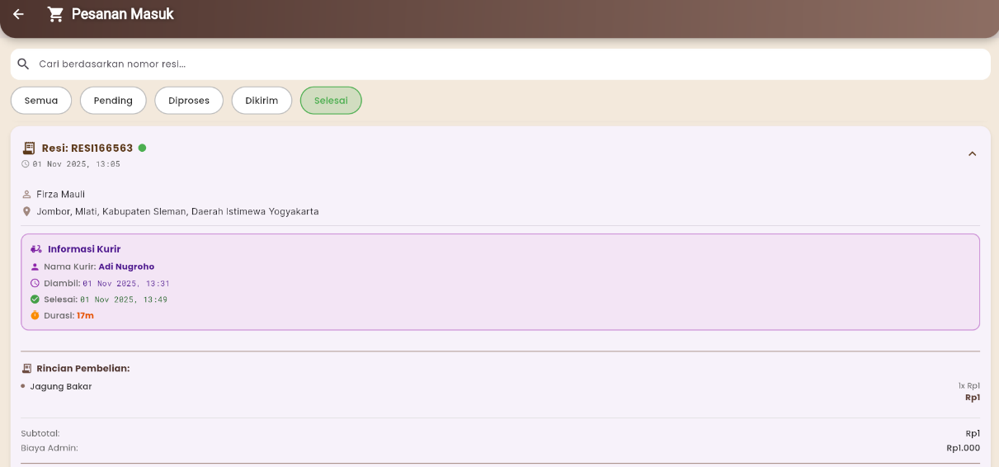 Pesanan Masuk
Cari berdasarkan nomor resi...
Semua Pending Diproses Dikirim Selesai
Resi: RESI166563
01 Nov 2025, 13:05
Firza Mauli
Jombor, Mlati, Kabupaten Sleman, Daerah Istimewa Yogyakarta
Informasi Kurir
Nama Kurir: Adi Nugroho
Diambil: 01 Nov 2025, 13:31
Selesai: 01 Nov 2025, 13:49
Durasi: 17m
Rincian Pembelian:
Jagung Bakar 1x Rp1
Rp1
Subtotal: Rp1
Biaya Admin: Rp1.000